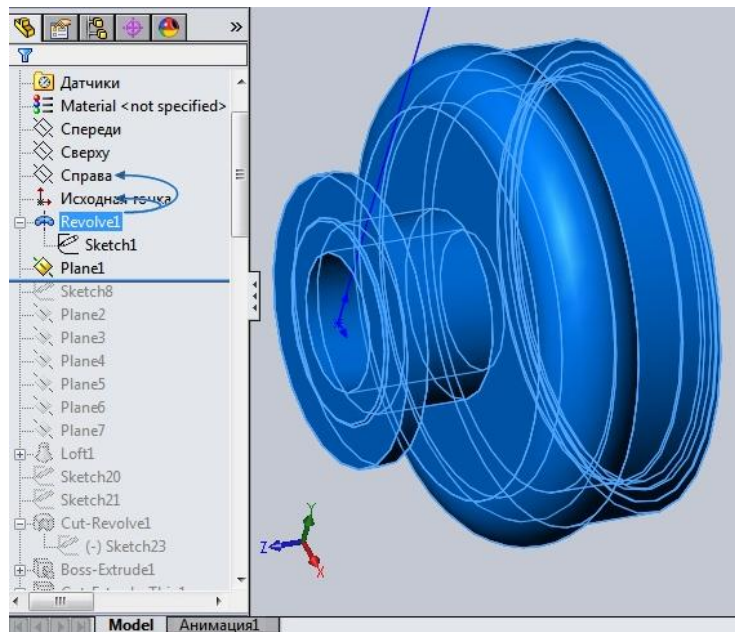 »
Датчики
Material <not specified>
Спереди
Сверху
Справа
Исходная точка
Revolve1
Sketch1
Plane1
Sketch8
Plane2
Plane3
Plane4
Plane5
Plane6
Plane7
Loft1
Sketch20
Sketch21
Cut-Revolve1
(-) Sketch23
Boss-Extrude1
Y
Z
X
Model Анимация1